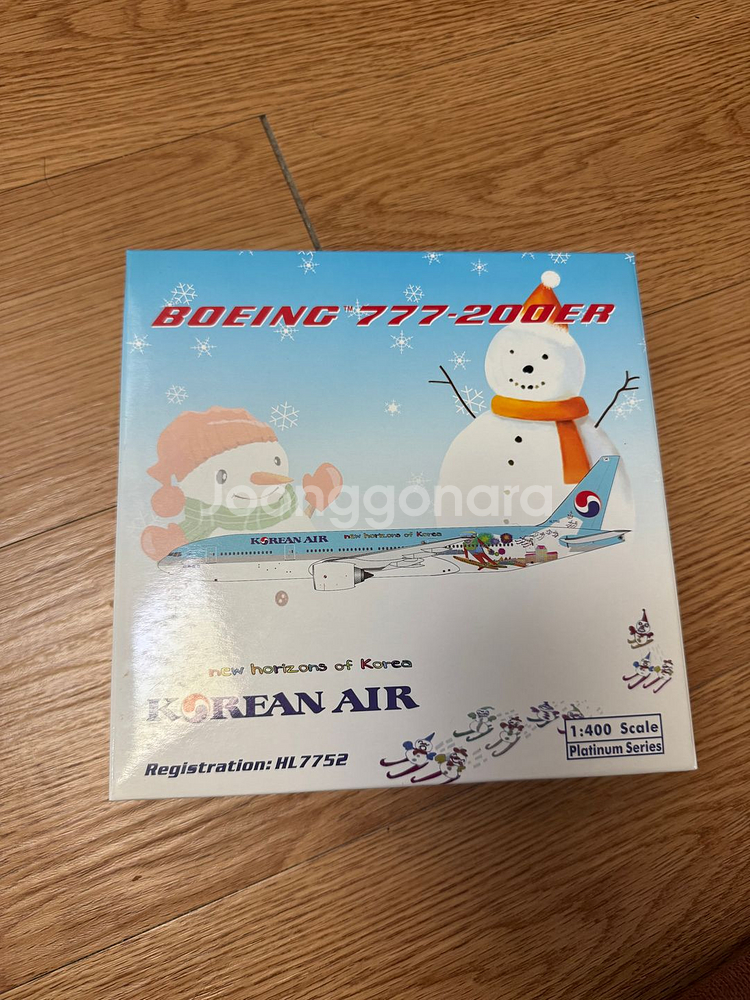 BOEING™ 777-200ER
Joonggonara
KOREAN AIR new horizons of Korea
new horizons of Korea
KOREAN AIR
1:400 Scale
Platinum Series
Registration: HL7752